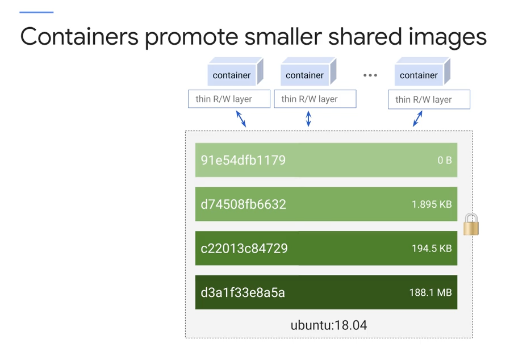 Containers promote smaller shared images
container container ••• container
thin R/W layer thin R/W layer thin R/W layer
91e54dfb1179 0 B
d74508fb6632 1.895 KB
c22013c84729 194.5 KB
d3a1f33e8a5a 188.1 MB
ubuntu:18.04